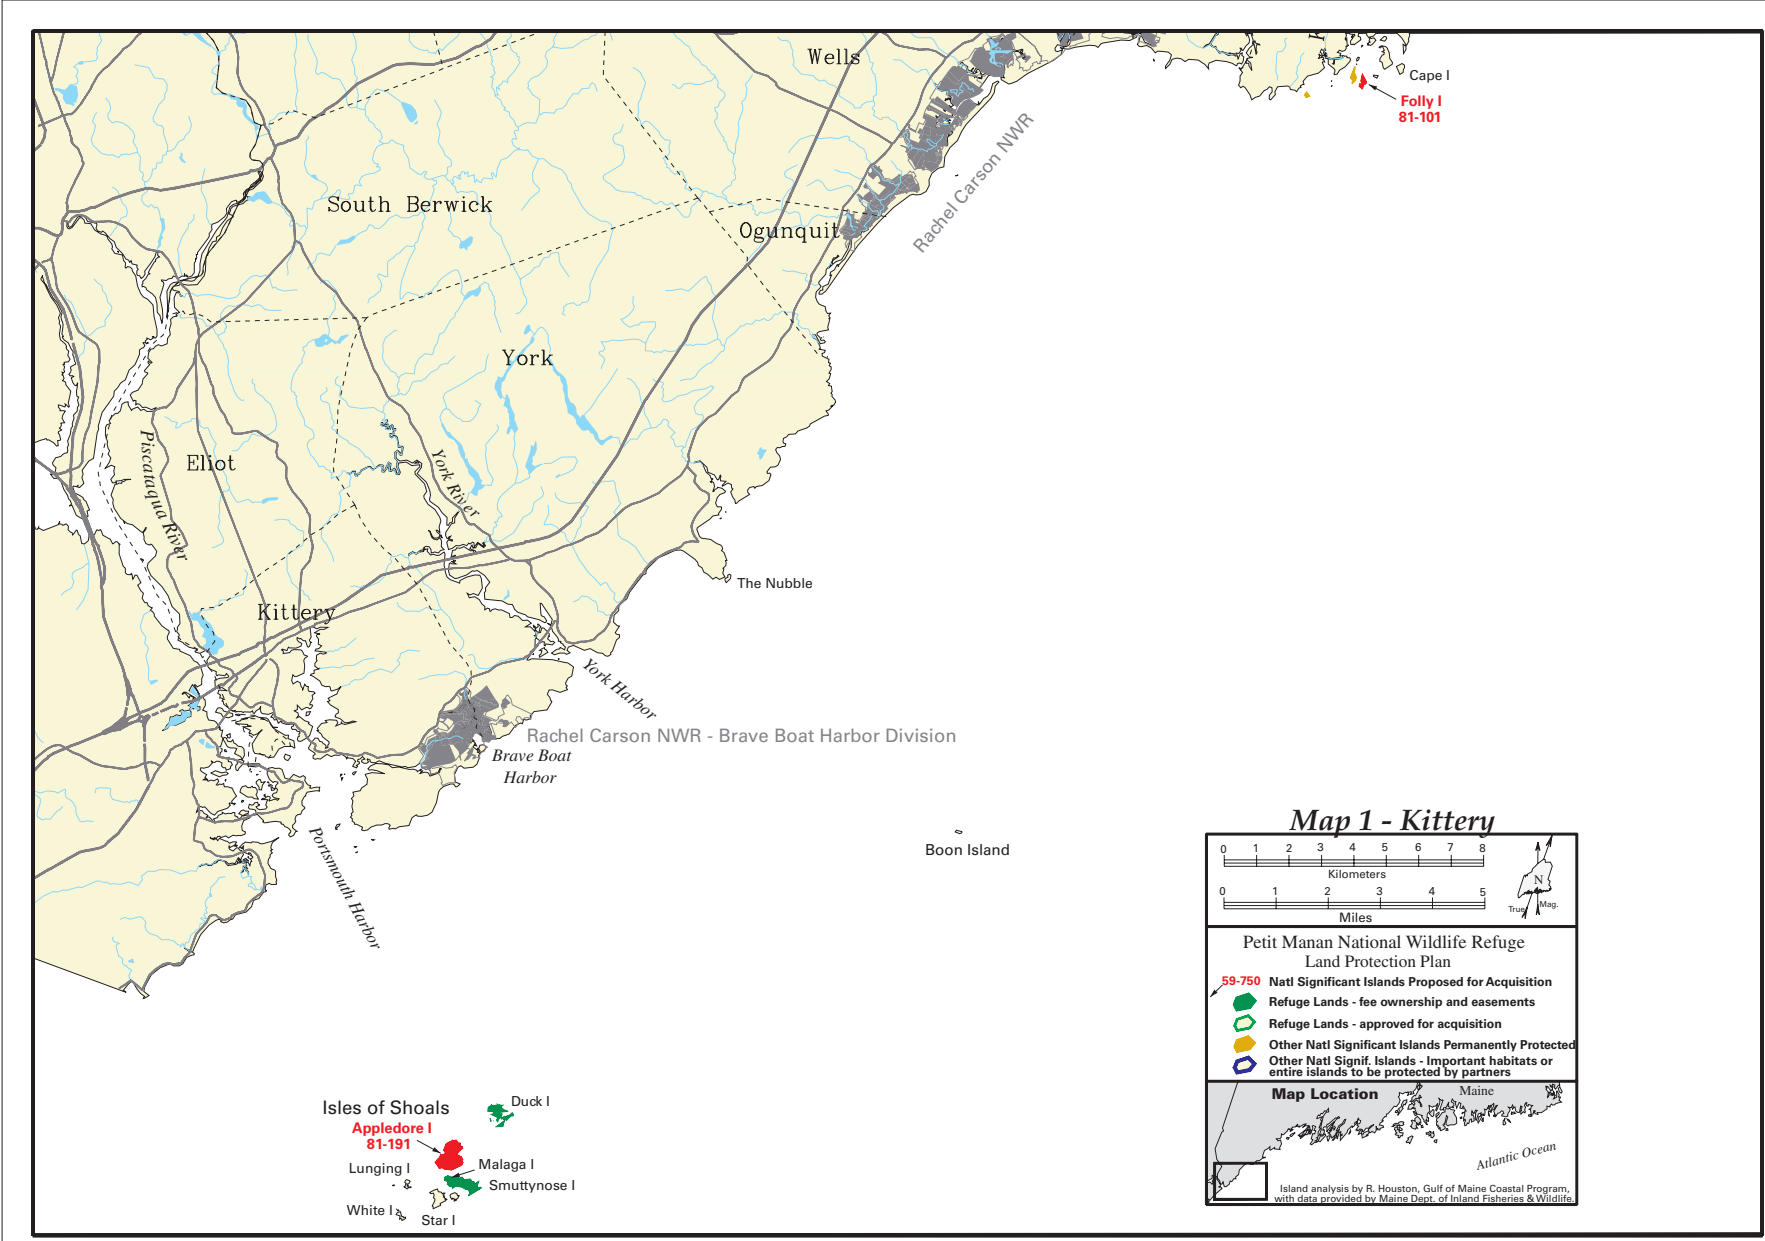 Wells
Cape I
Folly I
81-101
Rachel Carson NWR
South Berwick
Ogunquit
York
Eliot
Piscataqua River
York River
The Nubble
Kittery
York Harbor
Rachel Carson NWR - Brave Boat Harbor Division
Brave Boat
Harbor
Portsmouth Harbor
Boon Island
Isles of Shoals
Duck I
Appledore I
81-191
Lunging I
Malaga I
Smuttynose I
White I
Star I
Map 1 - Kittery
0 1 2 3 4 5 6 7 8
Kilometers
0 1 2 3 4 5
Miles
N
True
Mag.
Petit Manan National Wildlife Refuge
Land Protection Plan
59-750 Natl Significant Islands Proposed for Acquisition
Refuge Lands - fee ownership and easements
Refuge Lands - approved for acquisition
Other Natl Significant Islands Permanently Protected
Other Natl Signif. Islands - Important habitats or
entire islands to be protected by partners
Map Location
Maine
Atlantic Ocean
Island analysis by R. Houston, Gulf of Maine Coastal Program,
with data provided by Maine Dept. of Inland Fisheries & Wildlife.